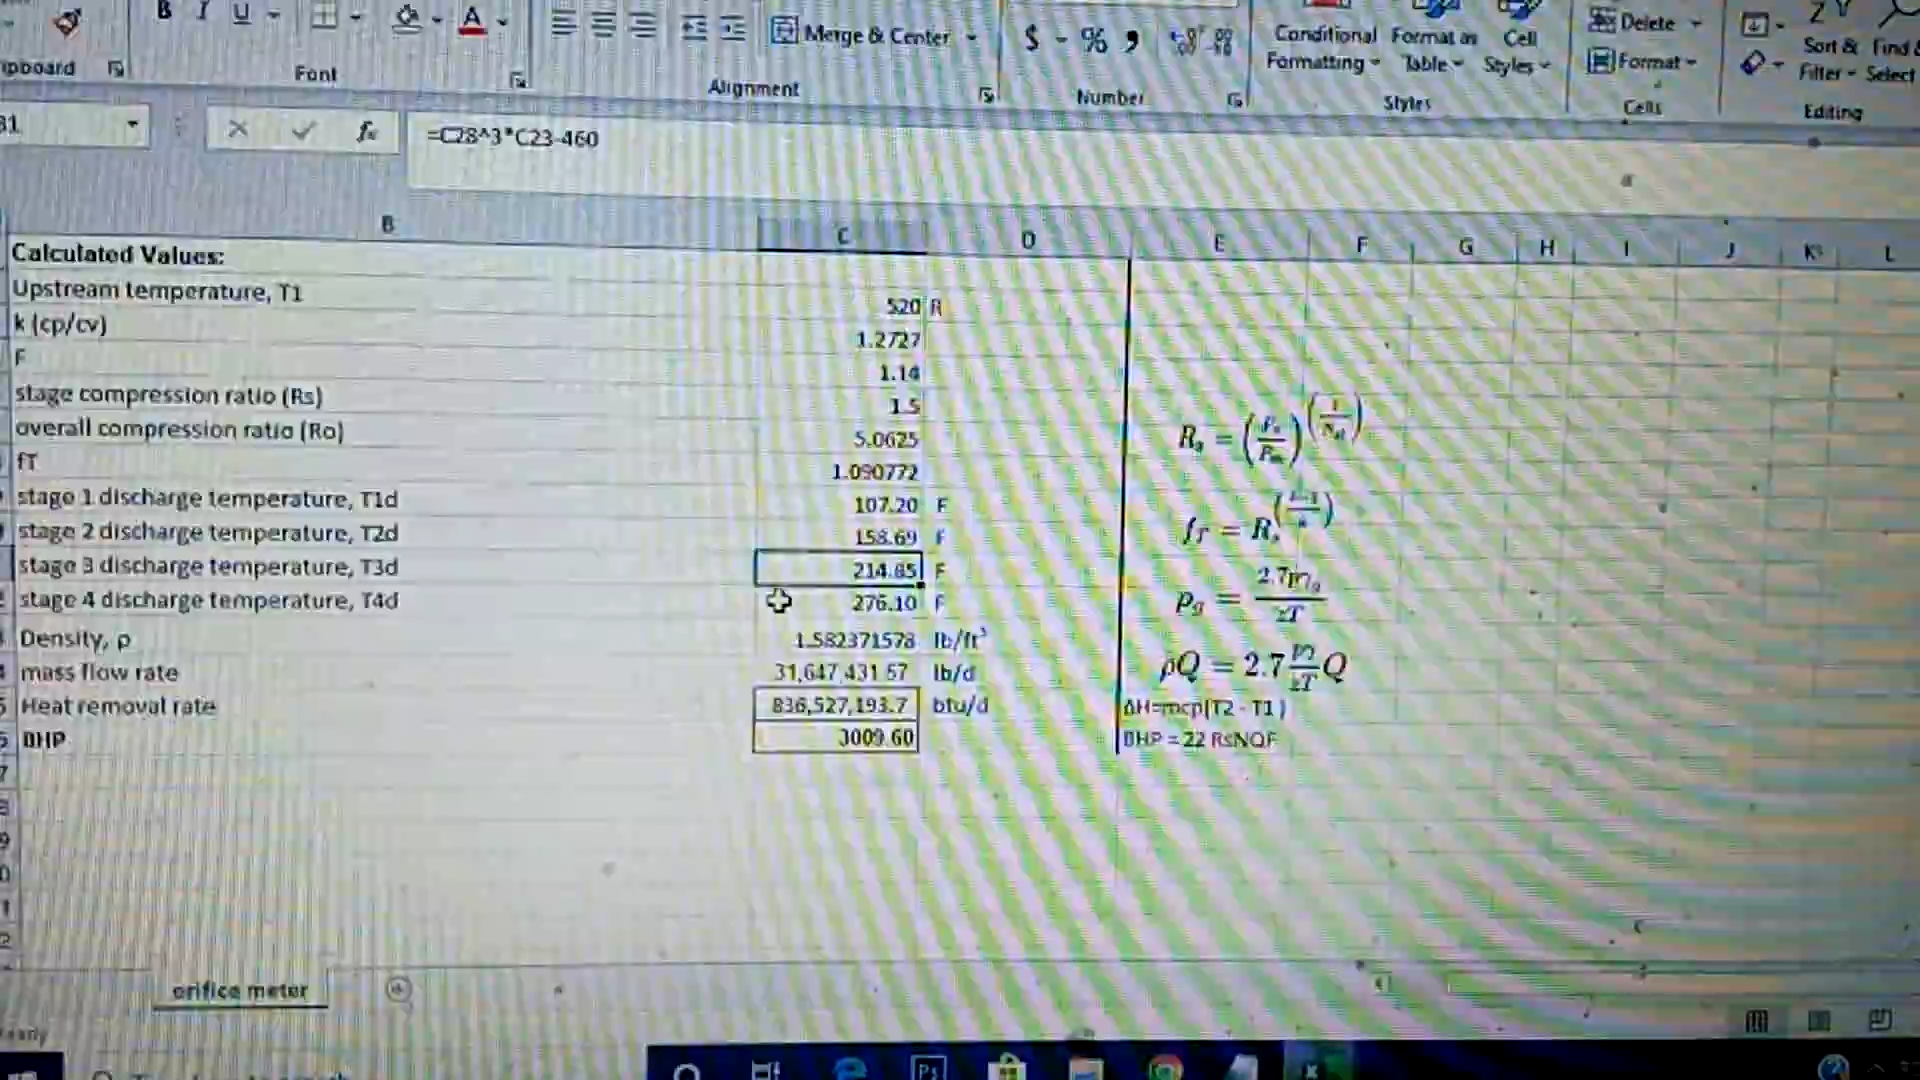 B I U A
Merge & Center
$ % ,
Conditional Format as Cell
Formatting Table Styles
Delete
Format
Sort & Find &
Filter Select
Font
Alignment
Number
Styles
Cells
Editing
fx =C28^3*C23-460
B C D E F G H I J K L
Calculated Values:
Upstream temperature, T1 520 R
k (cp/cv) 1.2727
F 1.14
stage compression ratio (Rs) 1.5
overall compression ratio (Ro) 5.0625
fT 1.090772
stage 1 discharge temperature, T1d 107.20 F
stage 2 discharge temperature, T2d 158.69 F
stage 3 discharge temperature, T3d 214.85 F
stage 4 discharge temperature, T4d 276.10 F
Density, ρ 1.582371578 lb/ft³
mass flow rate 31,647,431.57 lb/d
Heat removal rate 836,527,193.7 btu/d ΔH=mcp(T2 - T1)
BHP 3009.60 BHP = 22 RsNQF
orifice meter